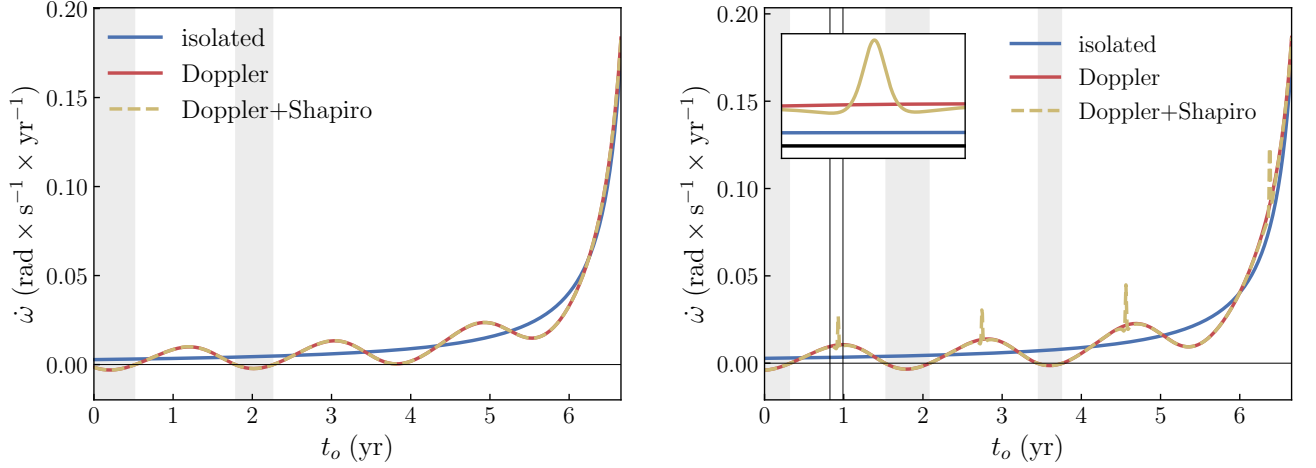 isolated
Doppler
Doppler+Shapiro
0.20
0.15
0.10
0.05
0.00
ω̇ (rad × s⁻¹ × yr⁻¹)
0 1 2 3 4 5 6
t_o (yr)
isolated
Doppler
Doppler+Shapiro
0.20
0.15
0.10
0.05
0.00
ω̇ (rad × s⁻¹ × yr⁻¹)
0 1 2 3 4 5 6
t_o (yr)